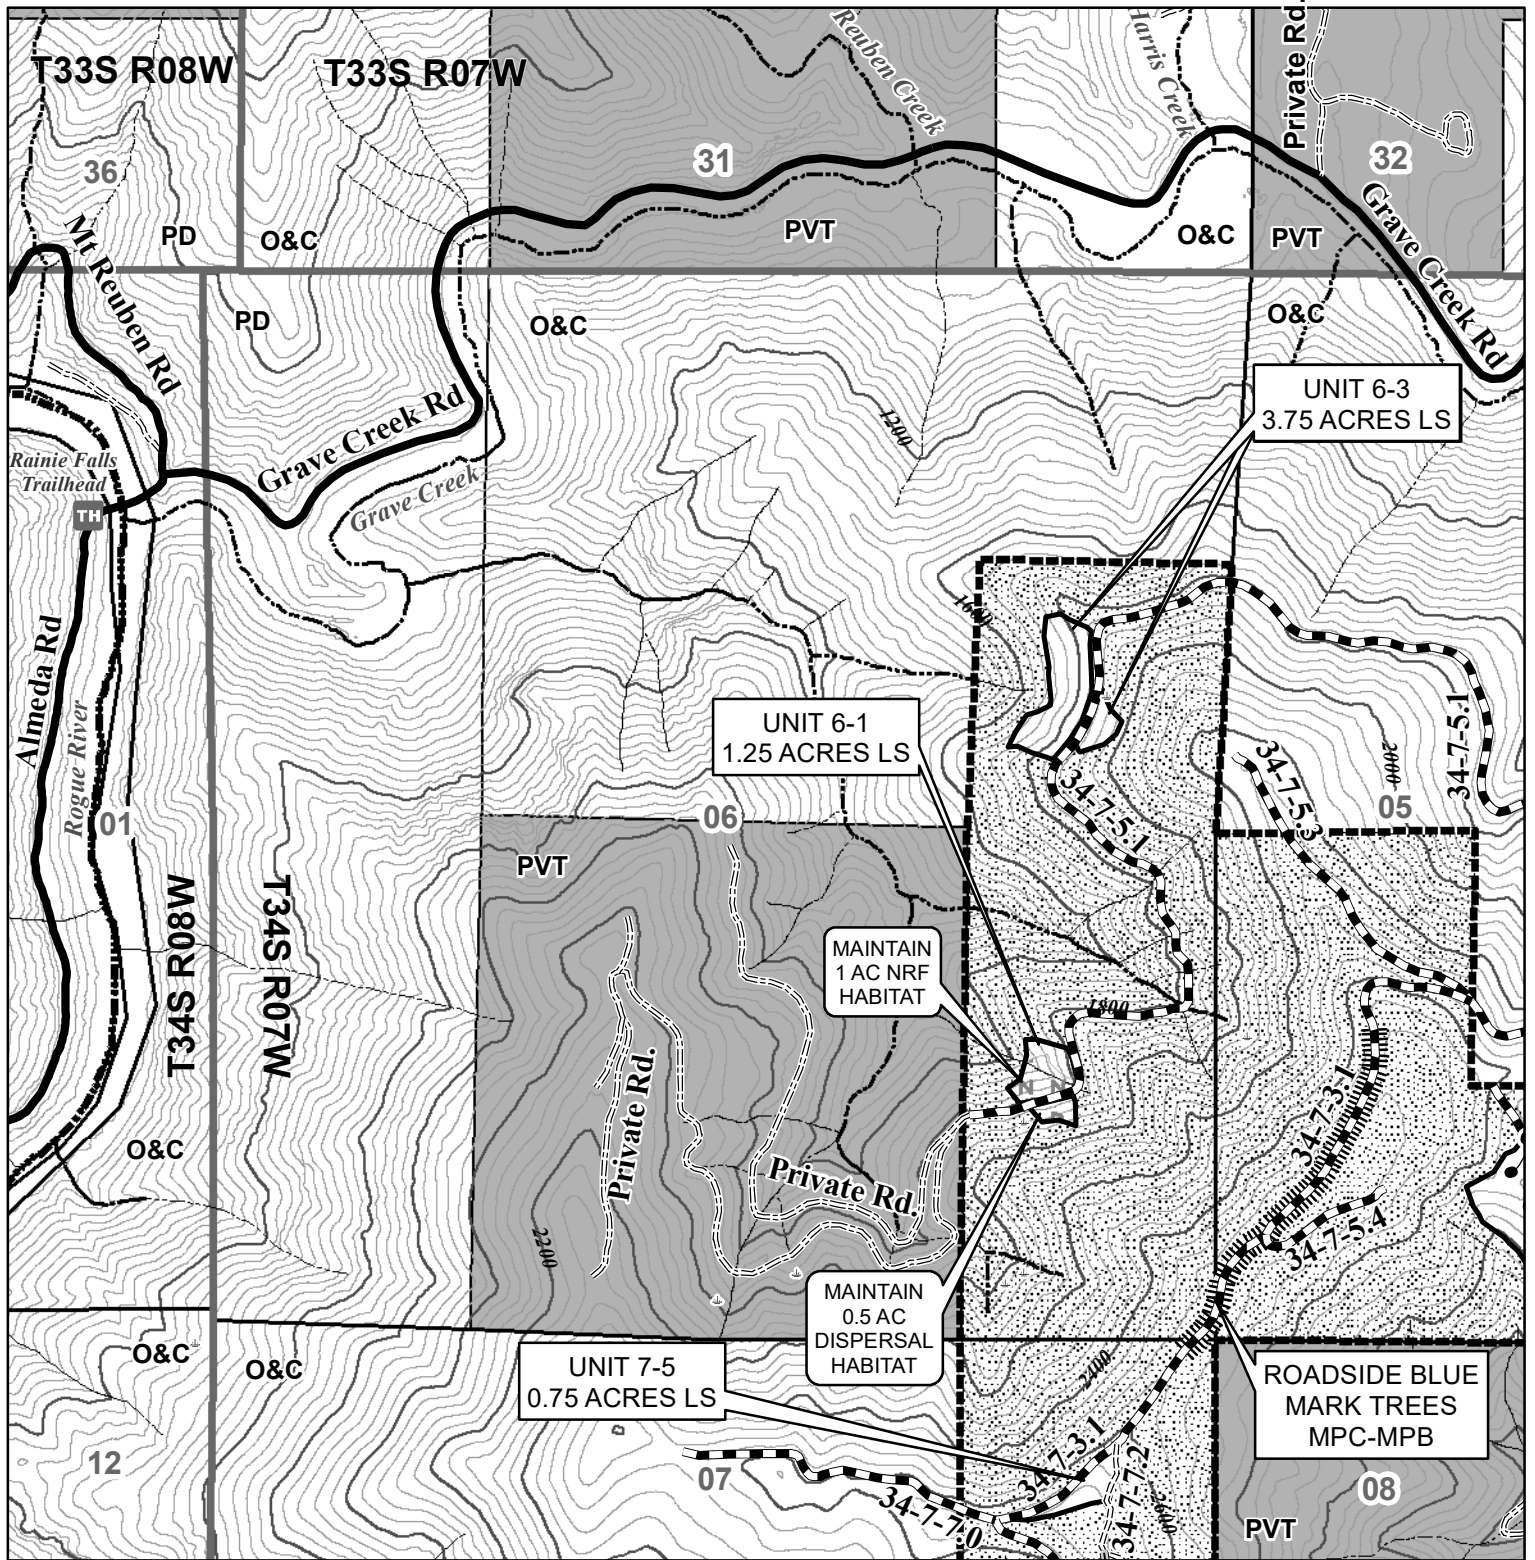 T33S R08W
T33S R07W
Reuben Creek
Harris Creek
Private Rd.
36
31
32
PD
O&C
PVT
O&C
PVT
Grave Creek Rd
Mt Reuben Rd
PD
O&C
O&C
UNIT 6-3
3.75 ACRES LS
Grave Creek Rd
1200
Rainie Falls
Trailhead
TH
Grave Creek
1600
Almeda Rd
Rogue River
UNIT 6-1
1.25 ACRES LS
34-7-5.1
34-7-5.3
2000
34-7-5.1
01
06
05
PVT
T34S R08W
T34S R07W
MAINTAIN
1 AC NRF
HABITAT
1800
N N
Private Rd.
34-7-3.1
O&C
Private Rd.
2200
34-7-5.4
MAINTAIN
0.5 AC
DISPERSAL
HABITAT
O&C
O&C
UNIT 7-5
0.75 ACRES LS
2400
ROADSIDE BLUE
MARK TREES
MPC-MPB
12
07
34-7-3.1
34-7-7.2
08
34-7-7.0
2600
PVT